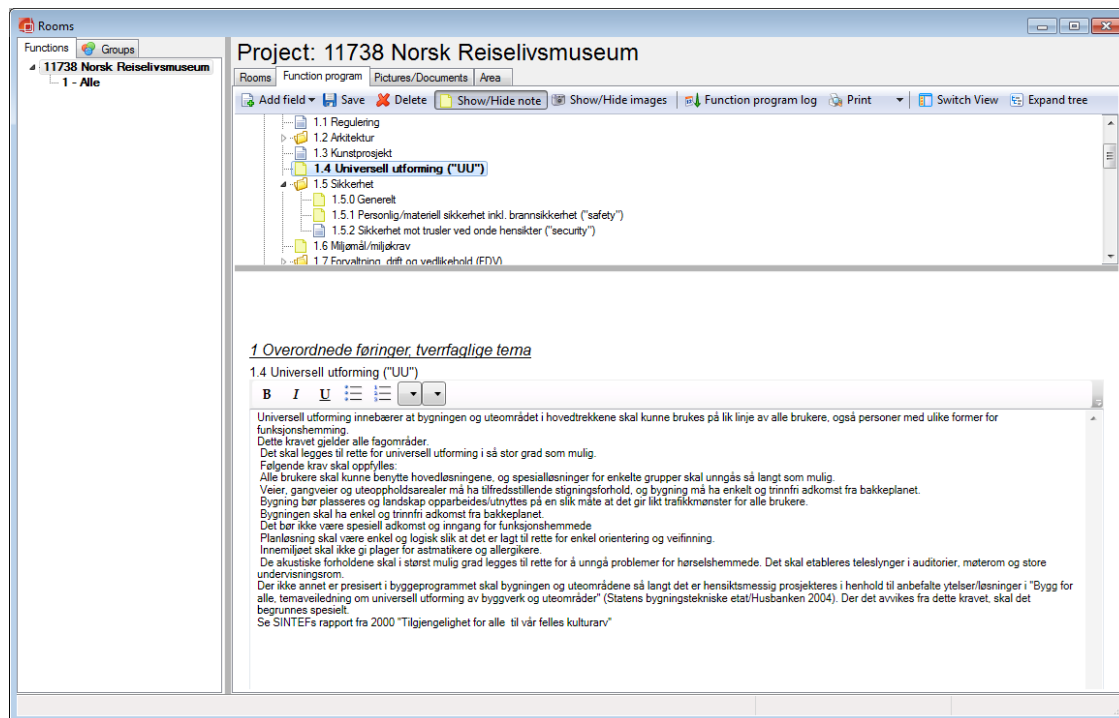 Rooms
Functions
Groups
11738 Norsk Reiselivsmuseum
1 - Alle
Project: 11738 Norsk Reiselivsmuseum
Rooms
Function program
Pictures/Documents
Area
Add field
Save
Delete
Show/Hide note
Show/Hide images
Function program log
Print
Switch View
Expand tree
1.1 Regulering
1.2 Arkitektur
1.3 Kunstprosjekt
1.4 Universell utforming ("UU")
1.5 Sikkerhet
1.5.0 Generelt
1.5.1 Personlig/materiell sikkerhet inkl. brannsikkerhet ("safety")
1.5.2 Sikkerhet mot trusler ved onde hensikter ("security")
1.6 Miljømål/miljøkrav
1.7 Forvaltning, drift og vedlikehold (FDV)
1 Overordnede føringer, tverrfaglige tema
1.4 Universell utforming ("UU")
B I U
Universell utforming innebærer at bygningen og uteområdet i hovedtrekkene skal kunne brukes på lik linje av alle brukere, også personer med ulike former for
funksjonshemming.
Dette kravet gjelder alle fagområder.
Det skal legges til rette for universell utforming i så stor grad som mulig.
Følgende krav skal oppfylles:
Alle brukere skal kunne benytte hovedløsningene, og spesialløsninger for enkelte grupper skal unngås så langt som mulig.
Veier, gangveier og uteoppholdsarealer må ha tilfredsstillende stigningsforhold, og bygning må ha enkelt og trinnfri adkomst fra bakkeplanet.
Bygning bør plasseres og landskap opparbeides/utnyttes på en slik måte at det gir likt trafikkmønster for alle brukere.
Bygningen skal ha enkel og trinnfri adkomst fra bakkeplanet.
Det bør ikke være spesiell adkomst og inngang for funksjonshemmede
Planløsning skal være enkel og logisk slik at det er lagt til rette for enkel orientering og veifinning.
Innemiljøet skal ikke gi plager for astmatikere og allergikere.
De akustiske forholdene skal i størst mulig grad legges til rette for å unngå problemer for hørselshemmede. Det skal etableres teleslynger i auditorier, møterom og store
undervisningsrom.
Der ikke annet er presisert i byggeprogrammet skal bygningen og uteområdene så langt det er hensiktsmessig prosjekteres i henhold til anbefalte ytelser/løsninger i "Bygg for
alle, temaveiledning om universell utforming av byggverk og uteområder" (Statens bygningstekniske etat/Husbanken 2004). Der det avvikes fra dette kravet, skal det
begrunnes spesielt.
Se SINTEFs rapport fra 2000 "Tilgjengelighet for alle  til vår felles kulturarv"